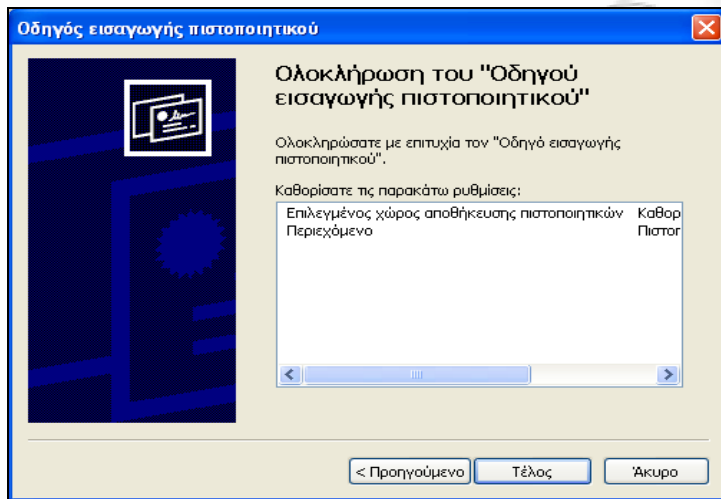 Οδηγός εισαγωγής πιστοποιητικού
Ολοκλήρωση του "Οδηγού
εισαγωγής πιστοποιητικού"
Ολοκληρώσατε με επιτυχία τον "Οδηγό εισαγωγής
πιστοποιητικού".
Καθορίσατε τις παρακάτω ρυθμίσεις:
Επιλεγμένος χώρος αποθήκευσης πιστοποιητικών Καθορ
Περιεχόμενο Πιστοπ
< Προηγούμενο Τέλος Άκυρο